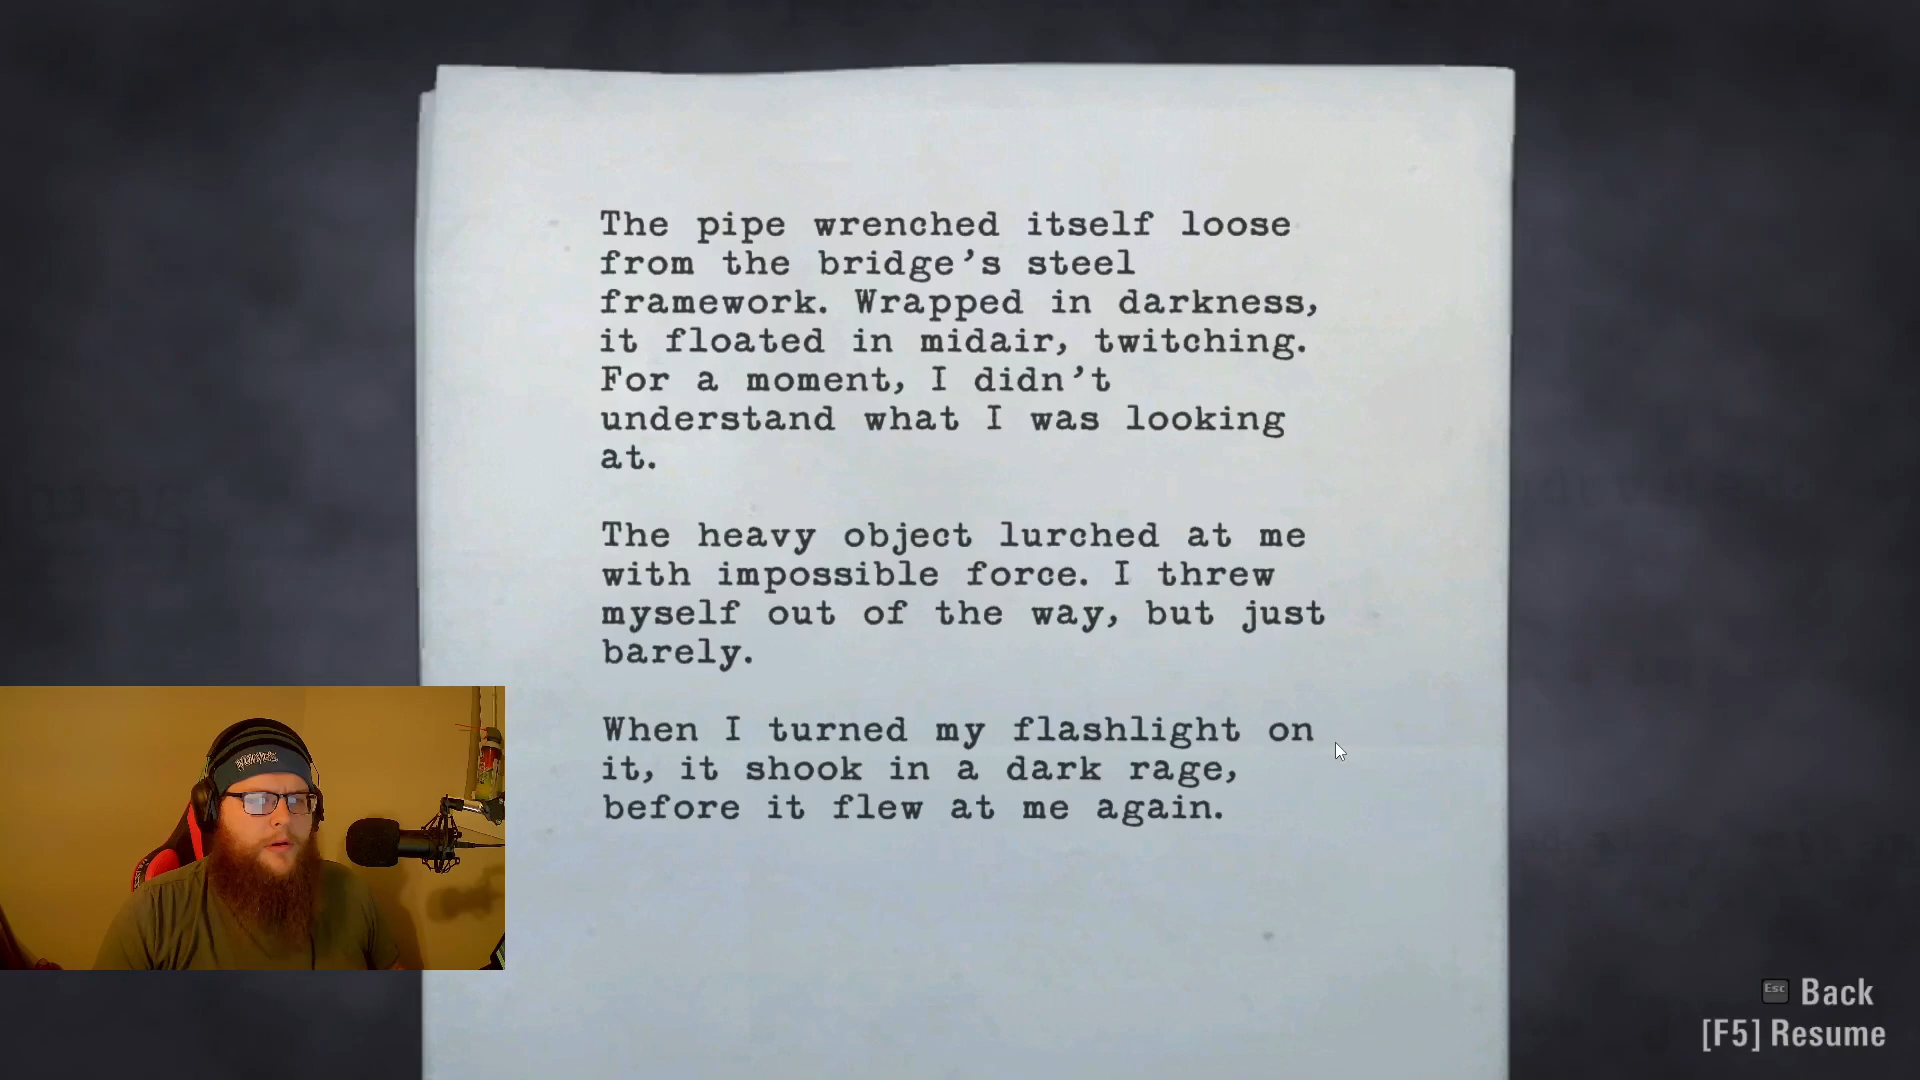 The pipe wrenched itself loose
from the bridge's steel
framework. Wrapped in darkness,
it floated in midair, twitching.
For a moment, I didn't
understand what I was looking
at.
The heavy object lurched at me
with impossible force. I threw
myself out of the way, but just
barely.
When I turned my flashlight on
it, it shook in a dark rage,
before it flew at me again.
Esc Back
[F5] Resume